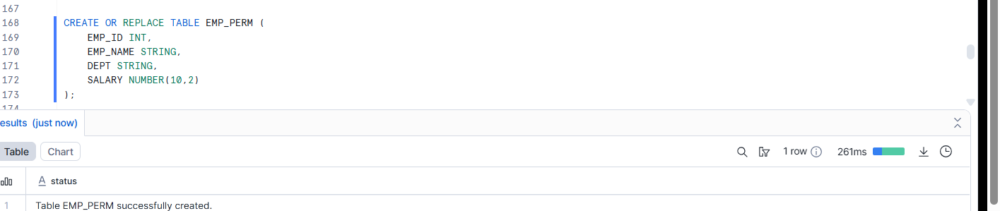 167
168 CREATE OR REPLACE TABLE EMP_PERM (
169 EMP_ID INT,
170 EMP_NAME STRING,
171 DEPT STRING,
172 SALARY NUMBER(10,2)
173 );
174
esults (just now)
Table Chart 1 row 261ms
A status
1 Table EMP_PERM successfully created.